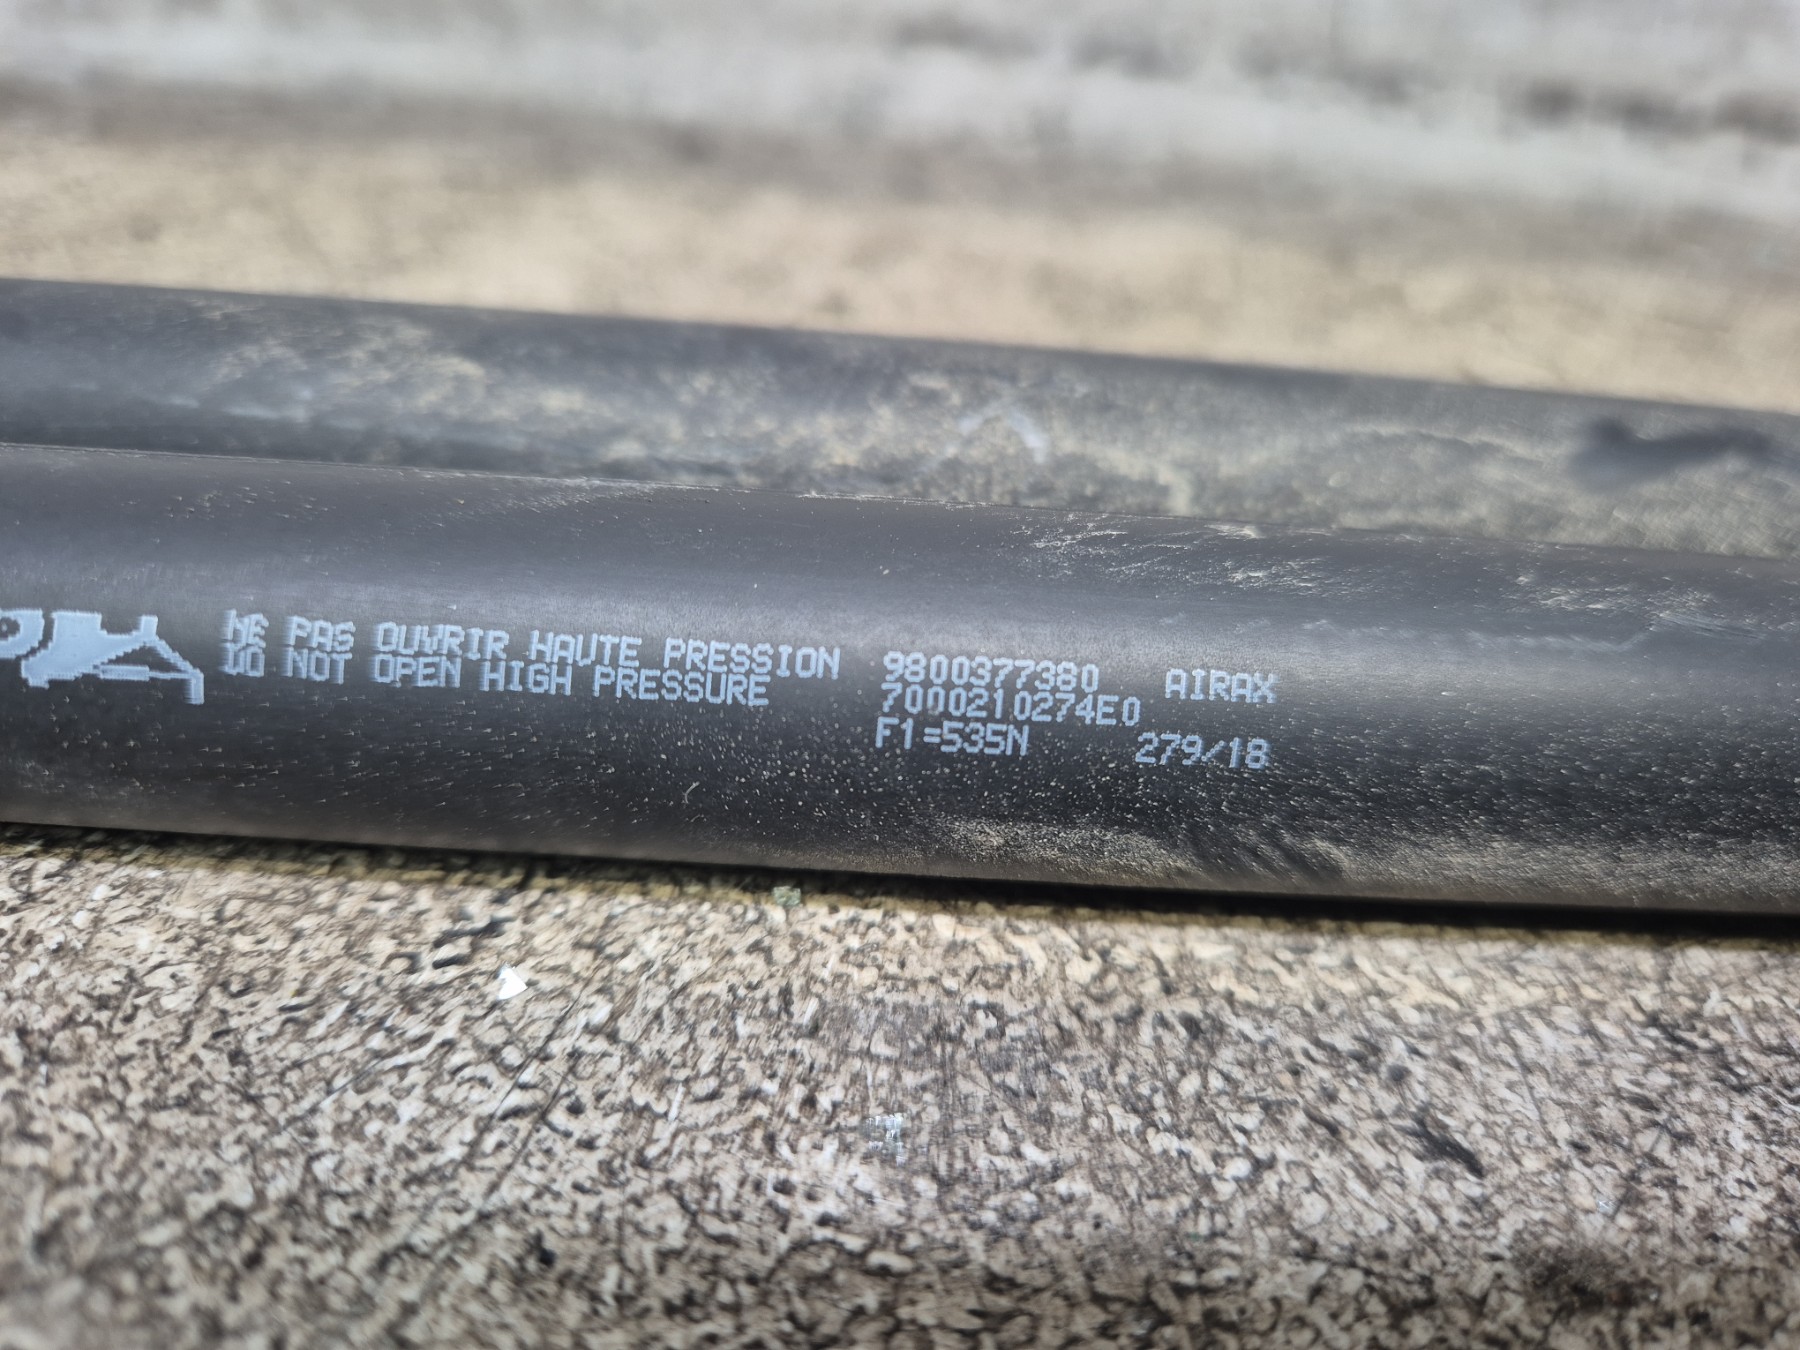 NE PAS OUVRIR HAUTE PRESSION
DO NOT OPEN HIGH PRESSURE
9800377380 AIRAX
7000210274E0
F1=535N 279/18